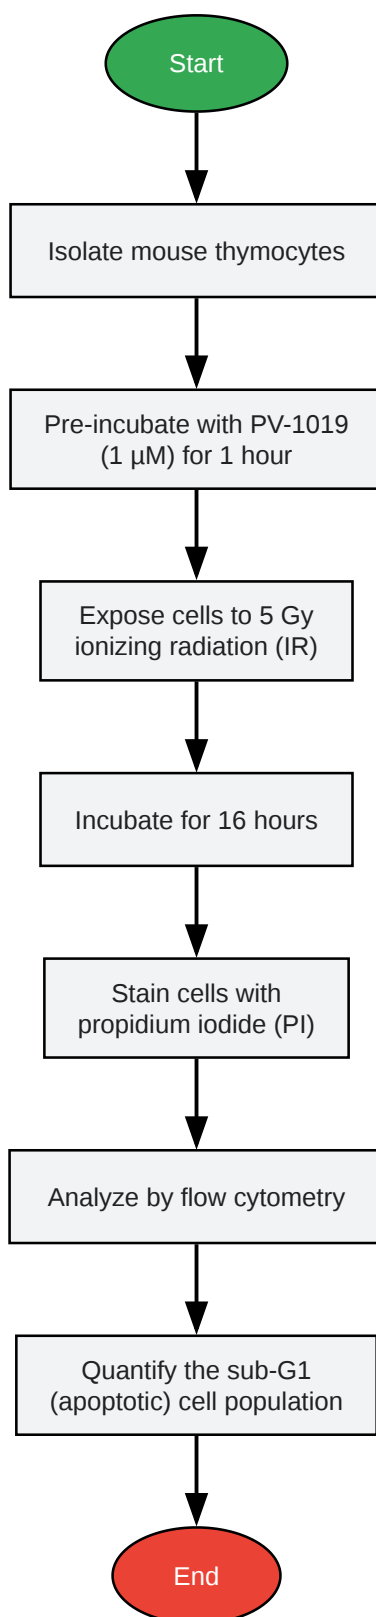 Start
Isolate mouse thymocytes
Pre-incubate with PV-1019
(1 µM) for 1 hour
Expose cells to 5 Gy
ionizing radiation (IR)
Incubate for 16 hours
Stain cells with
propidium iodide (PI)
Analyze by flow cytometry
Quantify the sub-G1
(apoptotic) cell population
End